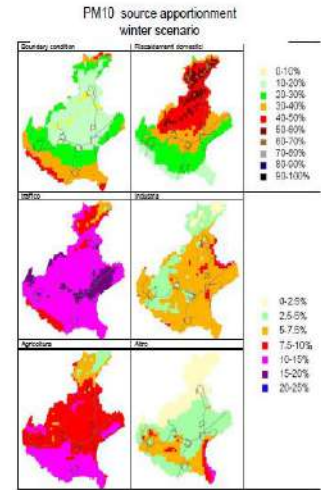 PM10 source apportionment
winter scenario
Boundary condition
Riscaldamento domestici
0-10%
10-20%
20-30%
30-40%
40-50%
50-60%
60-70%
70-80%
80-90%
90-100%
traffico
Industria
0-2.5%
2.5-5%
5-7.5%
7.5-10%
10-15%
15-20%
20-25%
Agricoltura
Altro